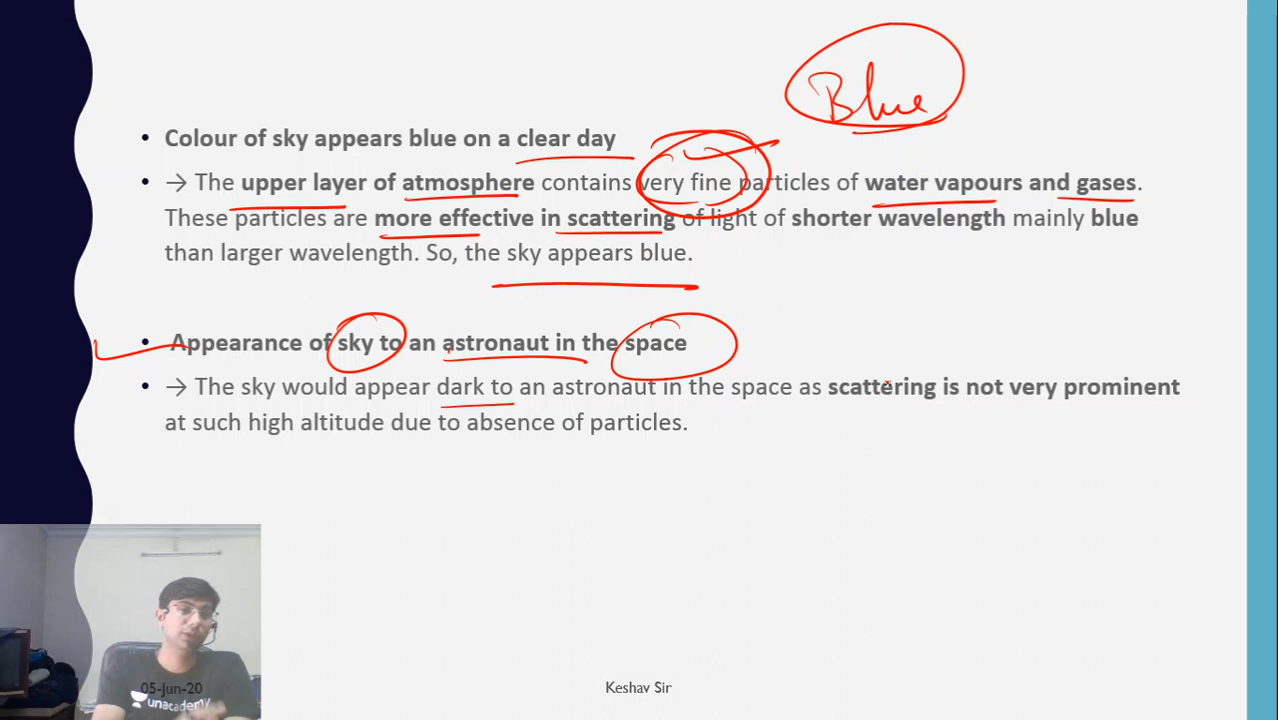 Blue
• Colour of sky appears blue on a clear day
• → The upper layer of atmosphere contains very fine particles of water vapours and gases.
These particles are more effective in scattering of light of shorter wavelength mainly blue
than larger wavelength. So, the sky appears blue.
• Appearance of sky to an astronaut in the space
• → The sky would appear dark to an astronaut in the space as scattering is not very prominent
at such high altitude due to absence of particles.
05-Jun-20
unacademy
Keshav Sir